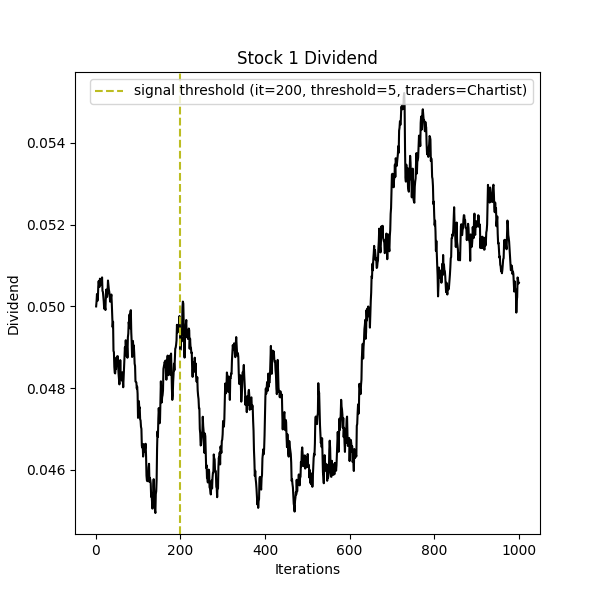 Stock 1 Dividend
signal threshold (it=200, threshold=5, traders=Chartist)
0.054
0.052
0.050
0.048
0.046
Dividend
0 200 400 600 800 1000
Iterations